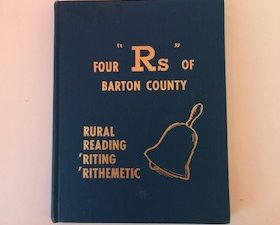 FOUR "Rs" OF
BARTON COUNTY
RURAL
READING
'RITING
'RITHEMETIC